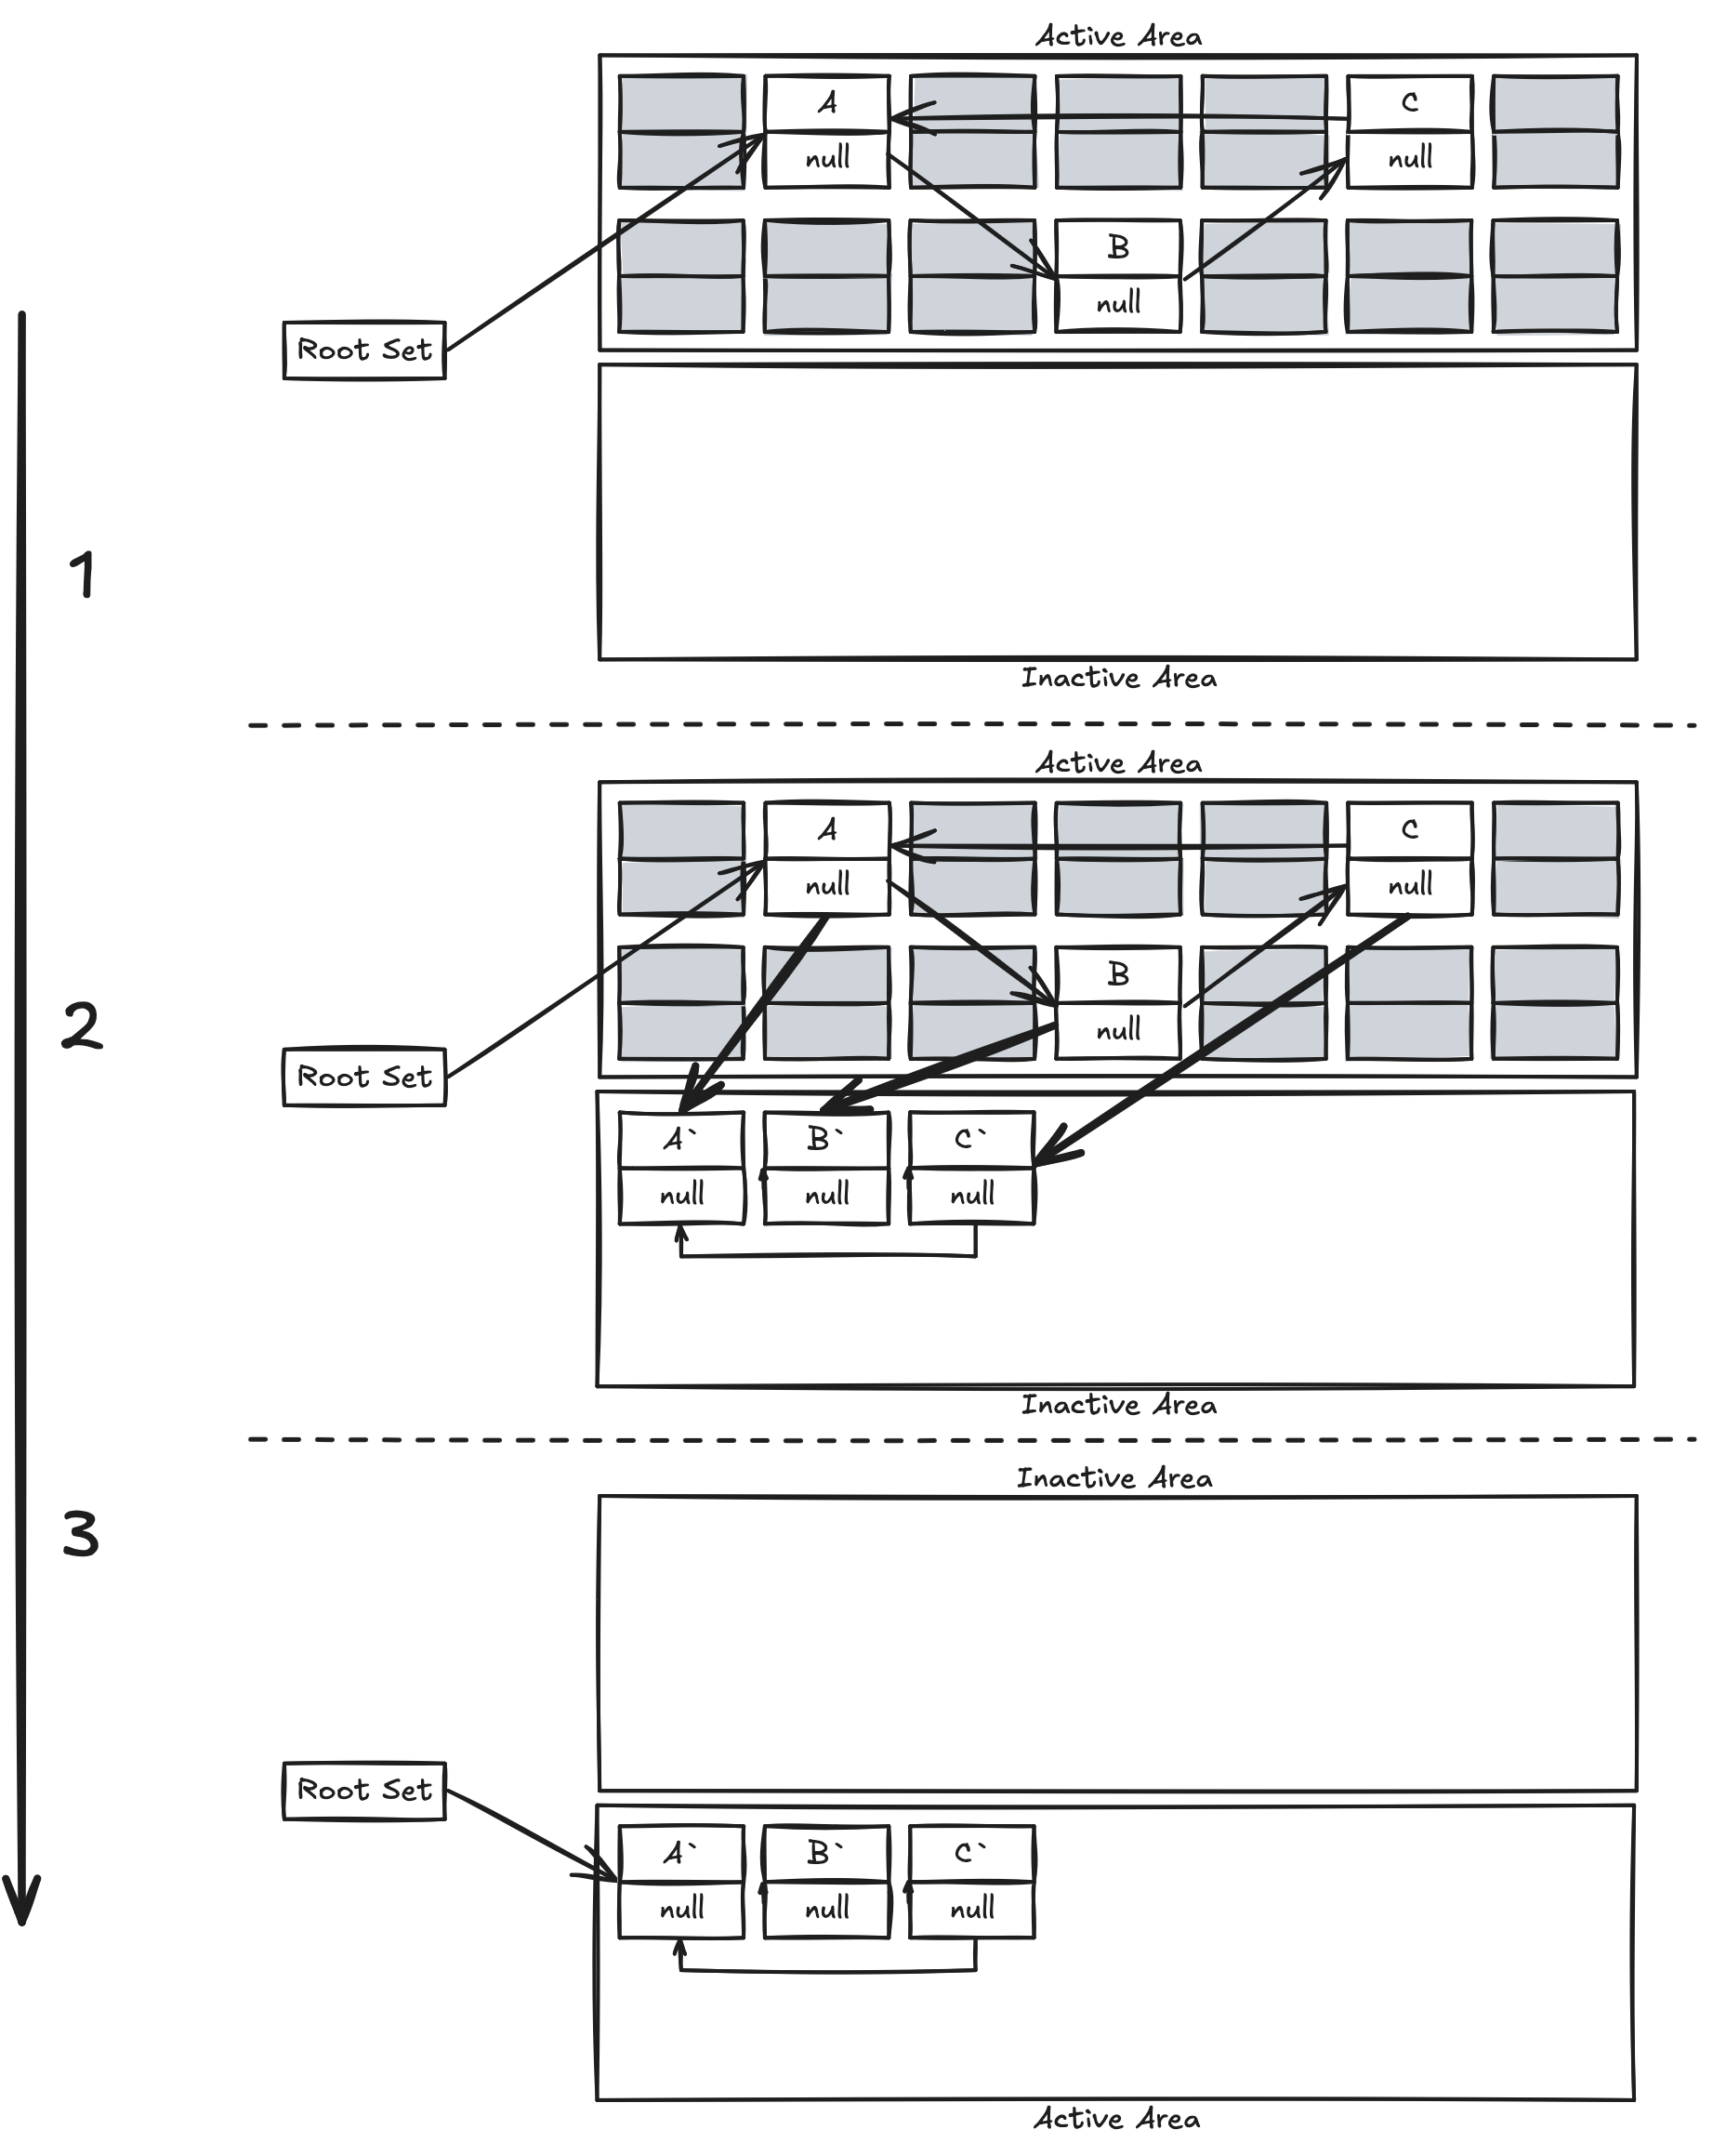 Active Area
A
C
null
null
B
null
Root Set
1
Inactive Area
Active Area
A
C
null
null
B
null
2
Root Set
A`
B`
C`
null
null
null
Inactive Area
Inactive Area
3
Root Set
A`
B`
C`
null
null
null
Active Area